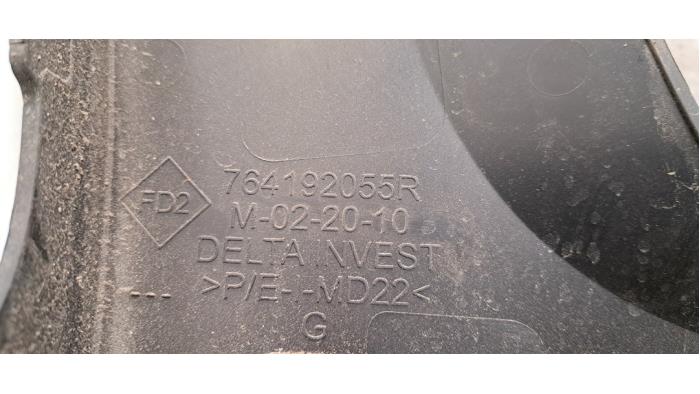 764192055R
FD2
M-02-20-10
DELTA INVEST
>P/E-I-MD22<
---
G